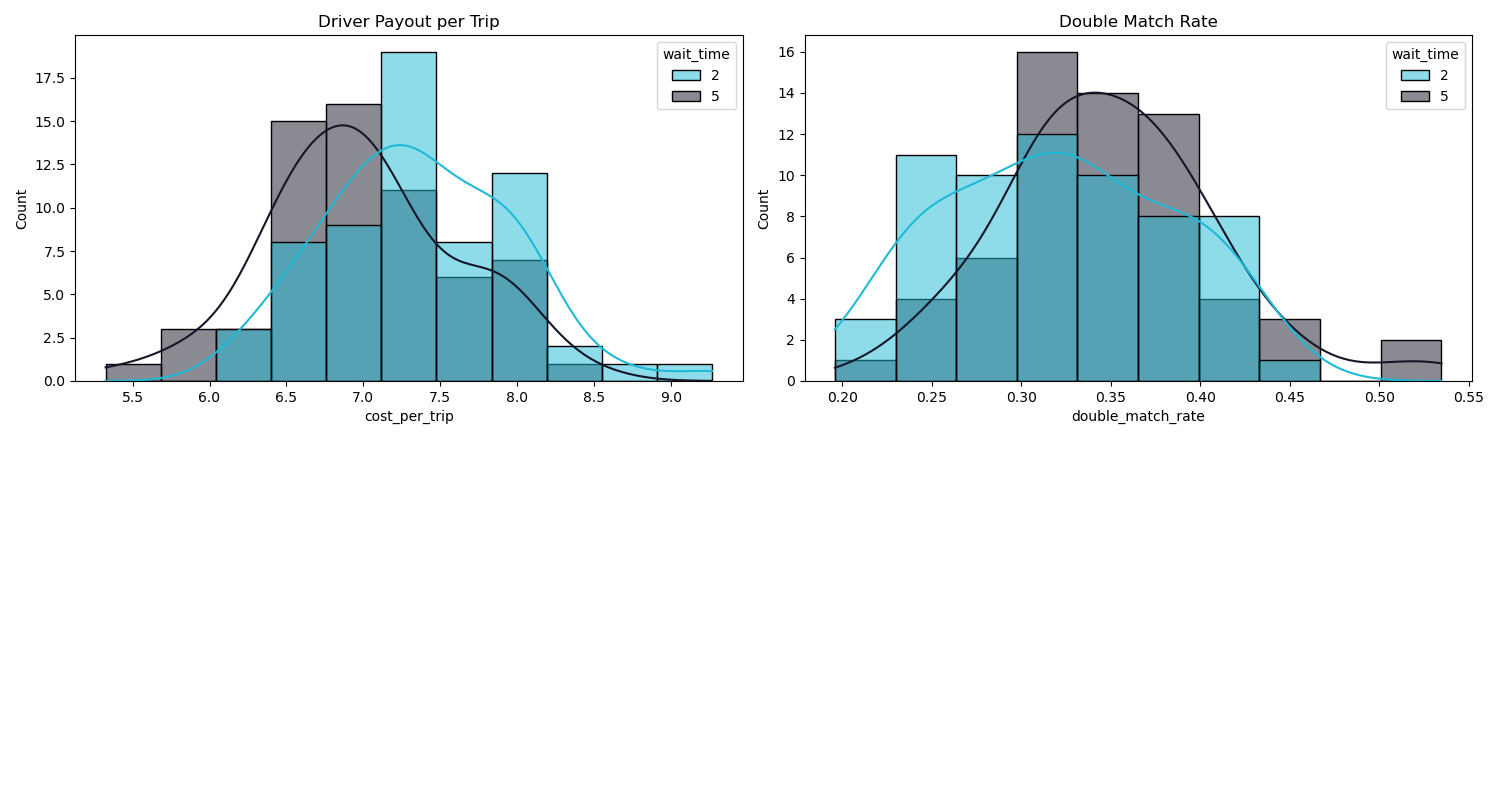 Driver Payout per Trip
wait_time
2
5
17.5
15.0
12.5
10.0
7.5
5.0
2.5
0.0
Count
5.5 6.0 6.5 7.0 7.5 8.0 8.5 9.0
cost_per_trip
Double Match Rate
wait_time
2
5
16
14
12
10
8
6
4
2
0
Count
0.20 0.25 0.30 0.35 0.40 0.45 0.50 0.55
double_match_rate